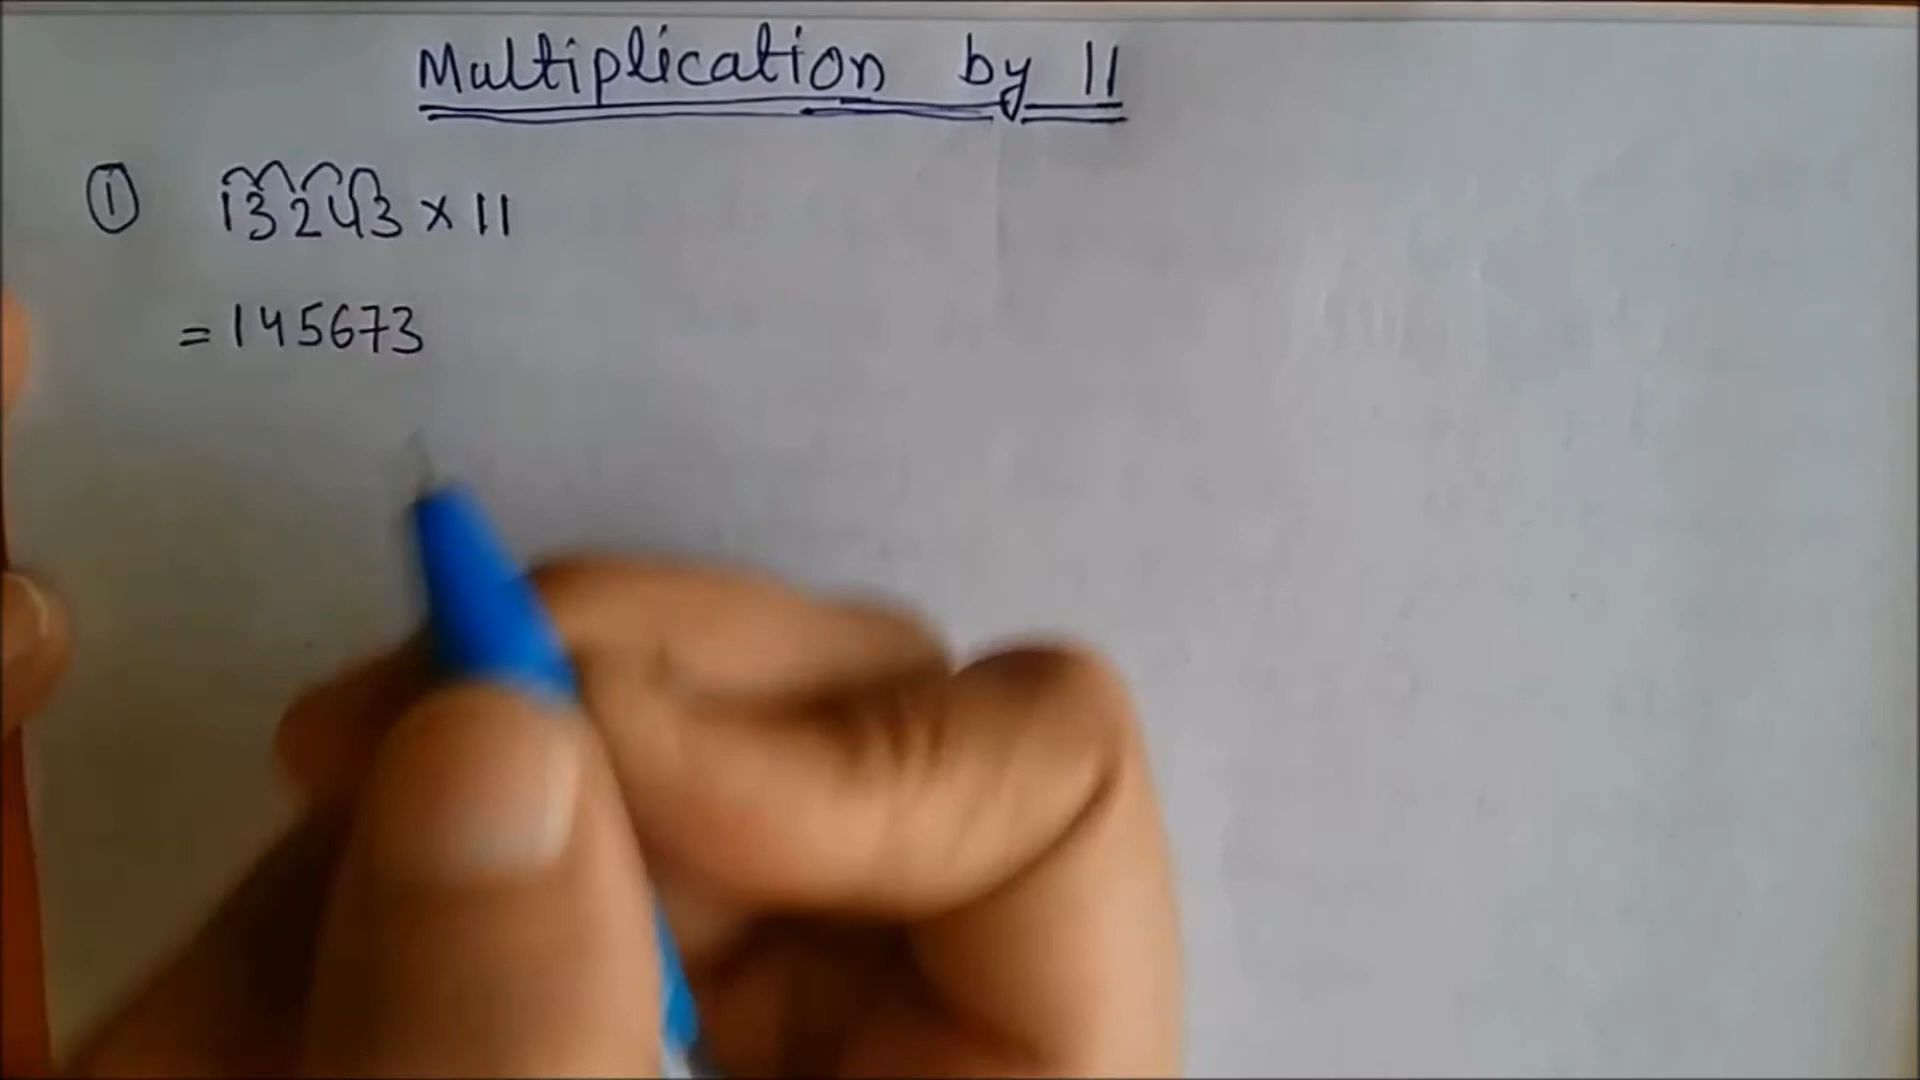 Multiplication by 11
① 13243 × 11
= 145673